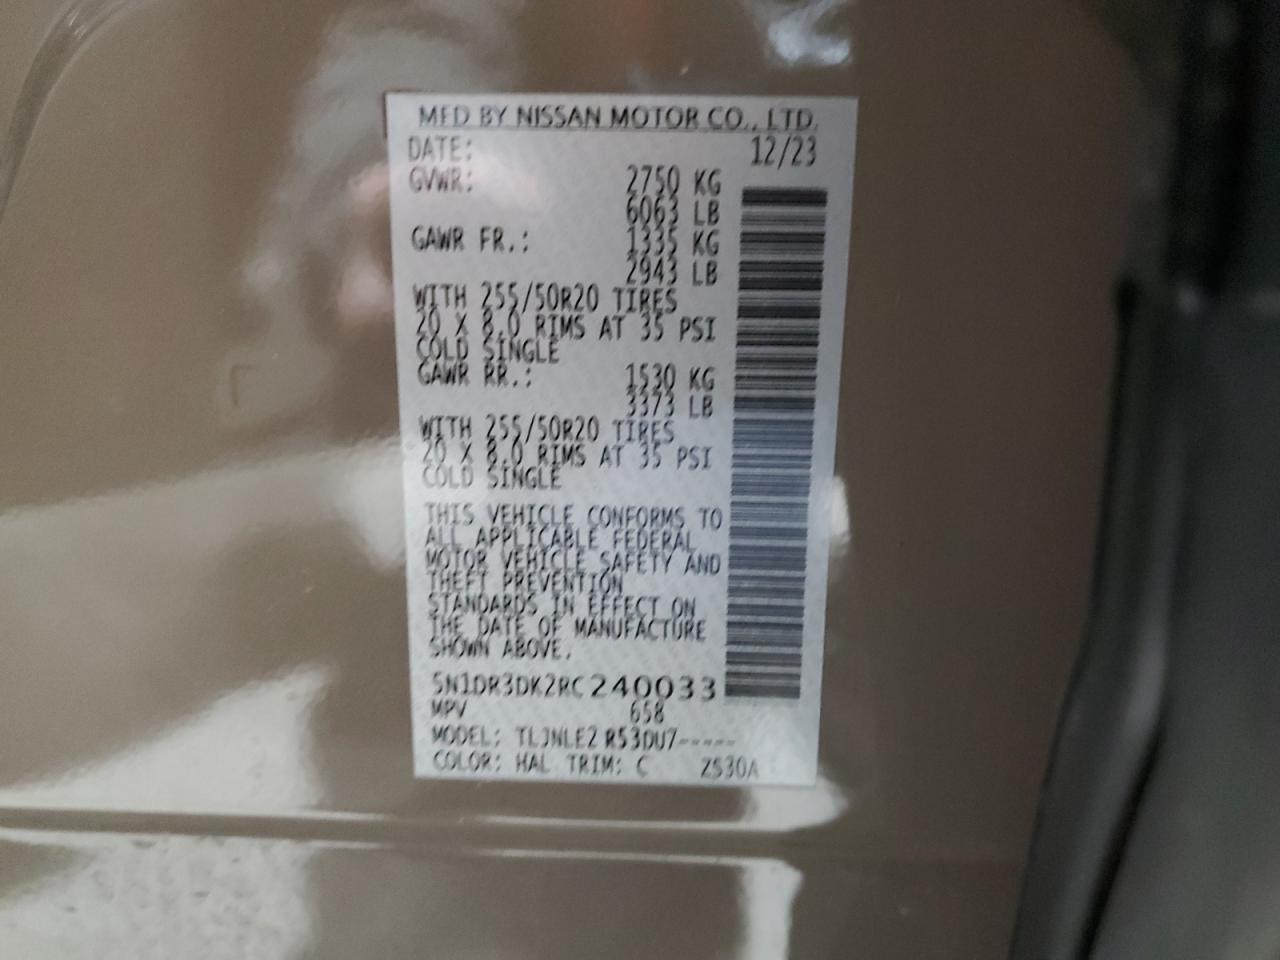 MFD BY NISSAN MOTOR CO., LTD.
DATE: 12/23
GVWR: 2750 KG
6063 LB
GAWR FR.: 1335 KG
2943 LB
WITH 255/50R20 TIRES
20 X 8.0 RIMS AT 35 PSI
COLD SINGLE
GAWR RR.: 1530 KG
3373 LB
WITH 255/50R20 TIRES
20 X 8.0 RIMS AT 35 PSI
COLD SINGLE
THIS VEHICLE CONFORMS TO
ALL APPLICABLE FEDERAL
MOTOR VEHICLE SAFETY AND
THEFT PREVENTION
STANDARDS IN EFFECT ON
THE DATE OF MANUFACTURE
SHOWN ABOVE.
5N1DR3DK2RC240033
MPV 658
MODEL: TLJNLE2 R53DU7-----
COLOR: HAL TRIM: C ZS30A